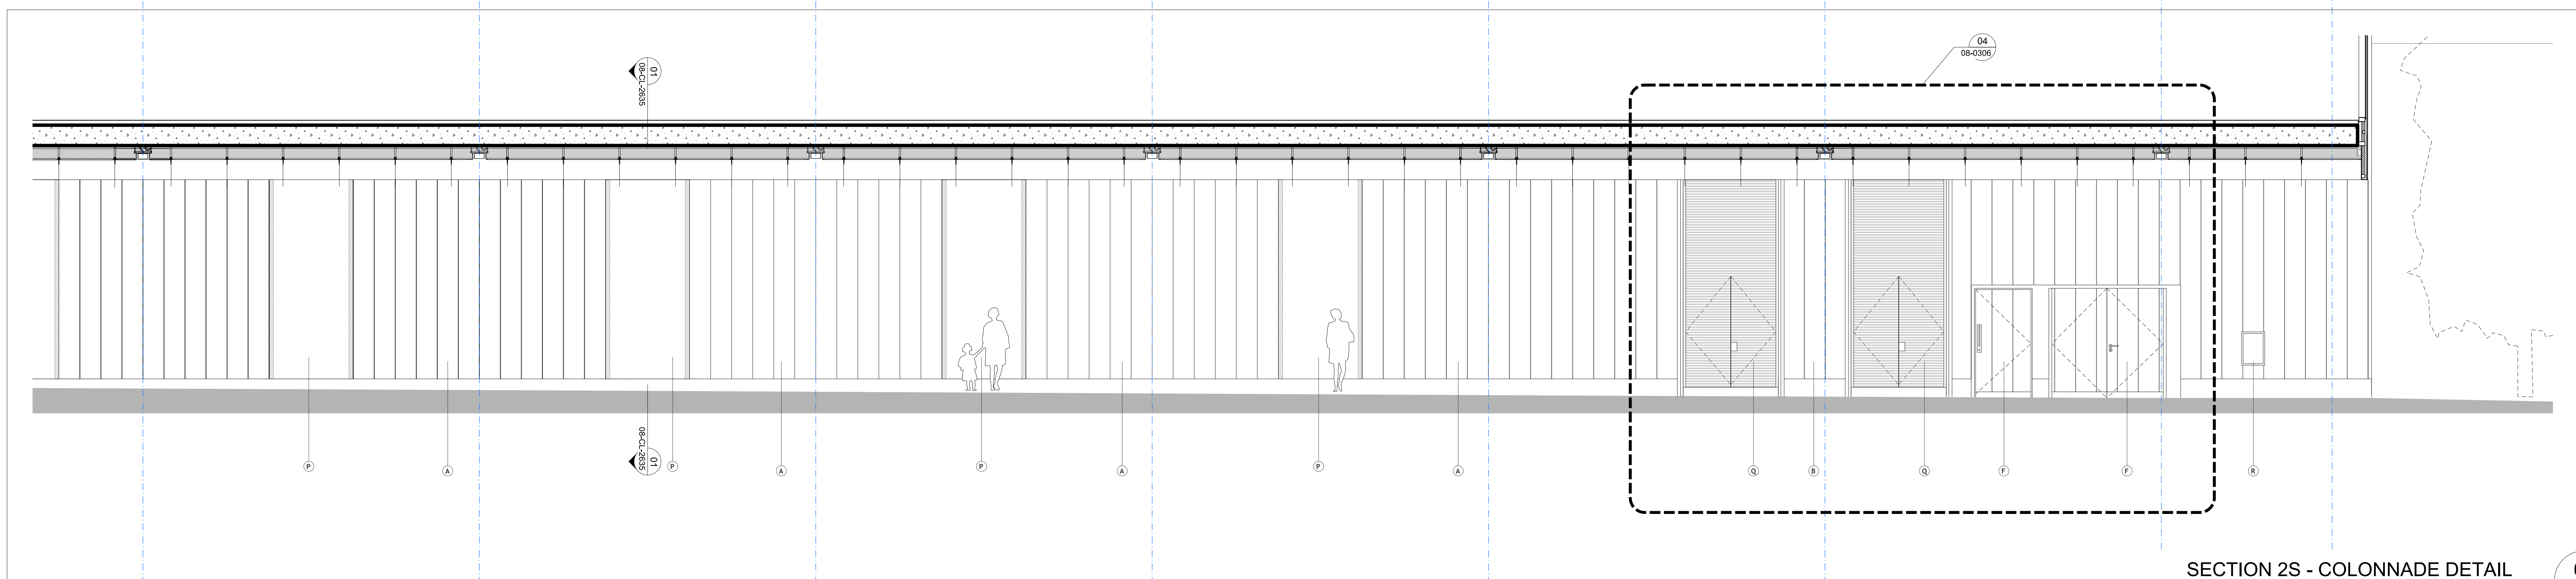 04
08-0306
01
08-CL-2635
01
08-CL-2635
P
A
P
A
P
A
P
A
Q
B
Q
F
F
R
SECTION 2S - COLONNADE DETAIL